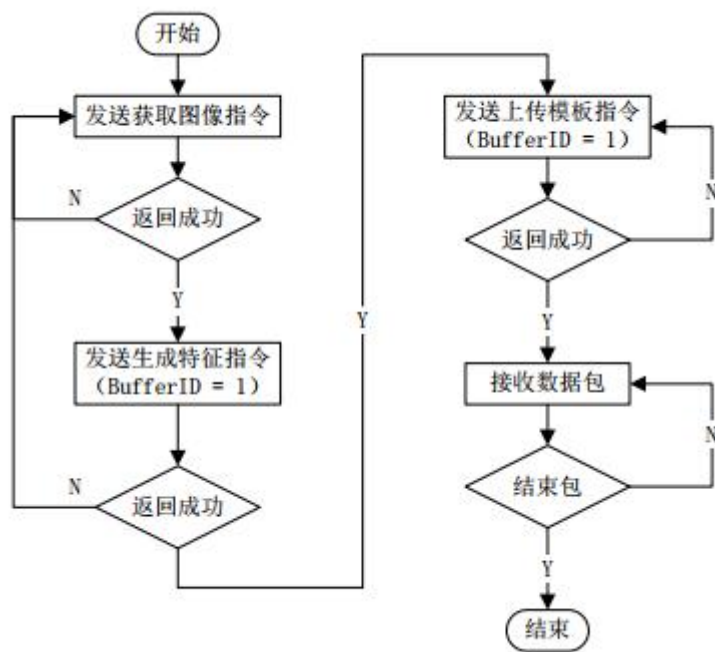 开始
发送获取图像指令
N
返回成功
Y
发送生成特征指令
（BufferID = 1）
N
返回成功
Y
发送上传模板指令
（BufferID = 1）
N
返回成功
Y
接收数据包
N
结束包
Y
结束